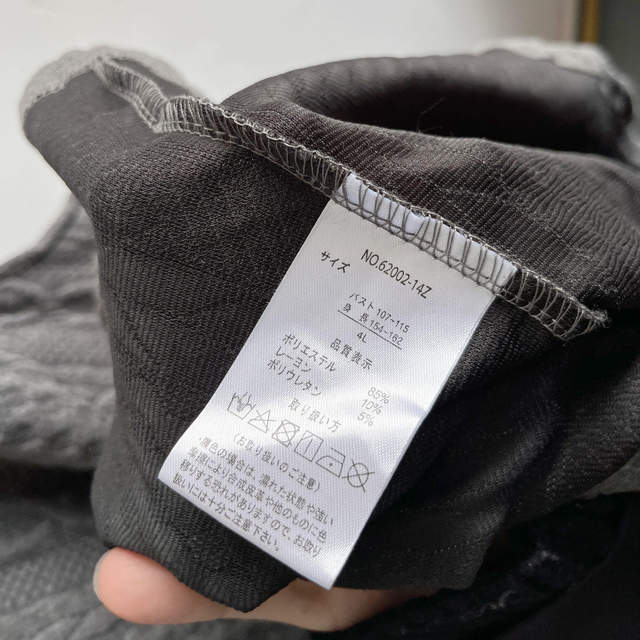 NO.62002-14Z
サイズ
バスト 107-115
身 長 154-162
4L
品質表示
ポリエステル 85%
レーヨン 10%
ポリウレタン 5%
取り扱い方
(お取り扱いのご注意)
濃色の場合は、濡れた状態や強い
摩擦により合成皮革や他のものに色
移りする恐れがありますので、お取り
扱いには十分ご注意ください。